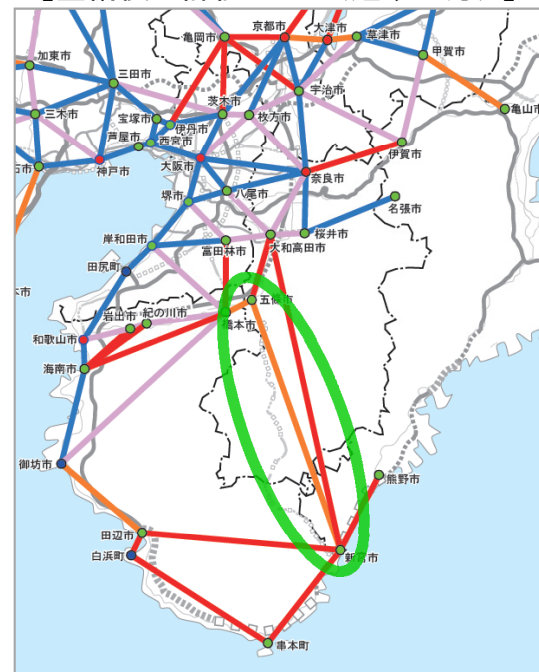 京都市
大津市
亀岡市
草津市
加東市
甲賀市
三田市
宇治市
茨木市
枚方市
亀山市
三木市
宝塚市
伊丹市
芦屋市
西宮市
伊賀市
石市
神戸市
大阪市
奈良市
八尾市
堺市
名張市
岸和田市
富田林市
大和高田市
桜井市
田尻町
木市
岩出市
紀の川市
五條市
橋本市
和歌山市
海南市
御坊市
熊野市
田辺市
白浜町
新宮市
串本町